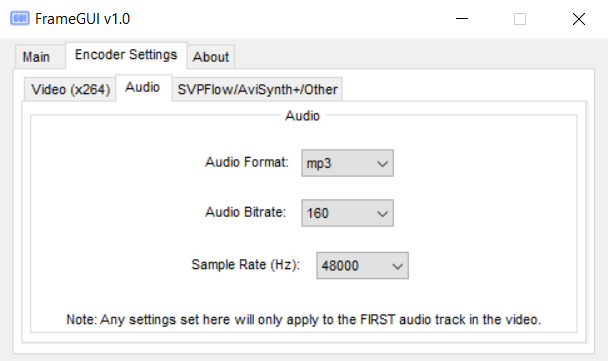 FrameGUI v1.0
Main Encoder Settings About
Video (x264) Audio SVPFlow/AviSynth+/Other
Audio
Audio Format: mp3
Audio Bitrate: 160
Sample Rate (Hz): 48000
Note: Any settings set here will only apply to the FIRST audio track in the video.